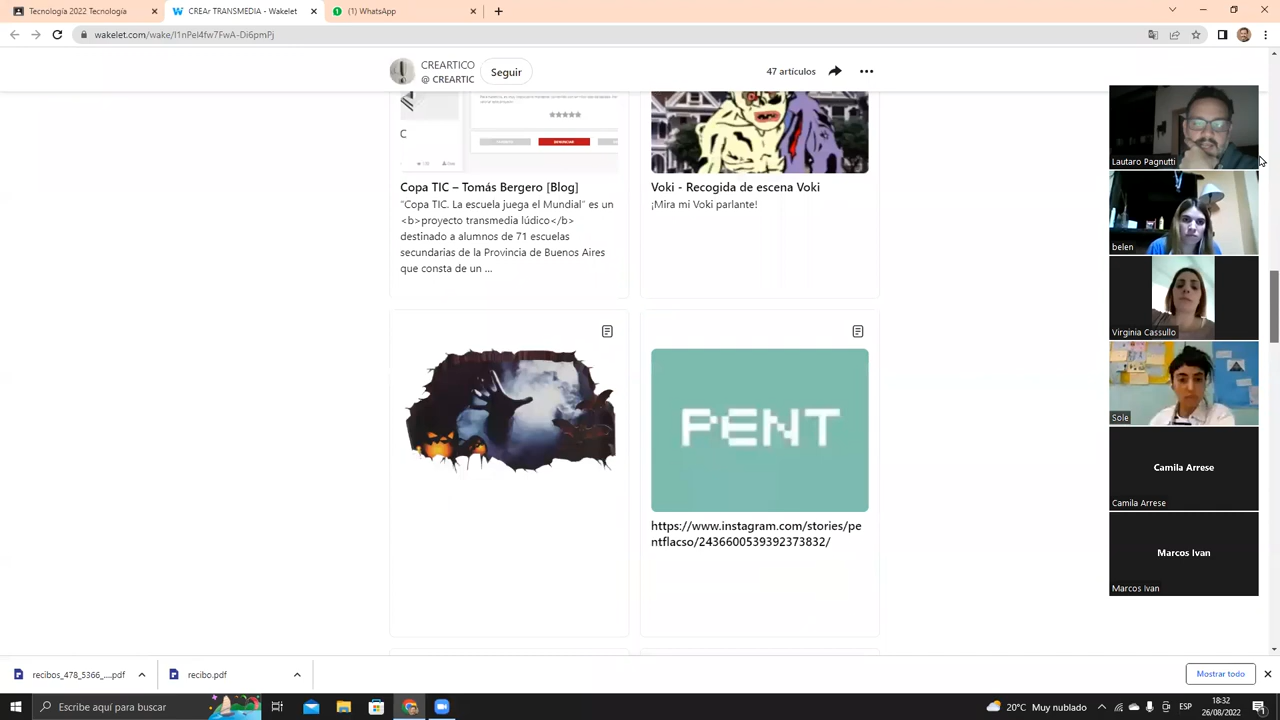 Tecnología 2022 Tecnología
CREAr TRANSMEDIA - Wakelet
(1) WhatsApp
wakelet.com/wake/I1nPel4fw7FwA-Di6pmPj
CREARTICO
@ CREARTIC
Seguir
47 artículos
C
DENUNCIAR
Copa TIC – Tomás Bergero [Blog]
"Copa TIC. La escuela juega el Mundial" es un
<b>proyecto transmedia lúdico</b>
destinado a alumnos de 71 escuelas
secundarias de la Provincia de Buenos Aires
que consta de un ...
Voki - Recogida de escena Voki
¡Mira mi Voki parlante!
PENT
https://www.instagram.com/stories/pe
ntflacso/2436600539392373832/
Lautaro Pagnutti
belen
Virginia Cassullo
Sole
Camila Arrese
Camila Arrese
Marcos Ivan
Marcos Ivan
recibos_478_5366_....pdf
recibo.pdf
Mostrar todo
Escribe aquí para buscar
20°C Muy nublado
ESP
18:32
26/08/2022
1